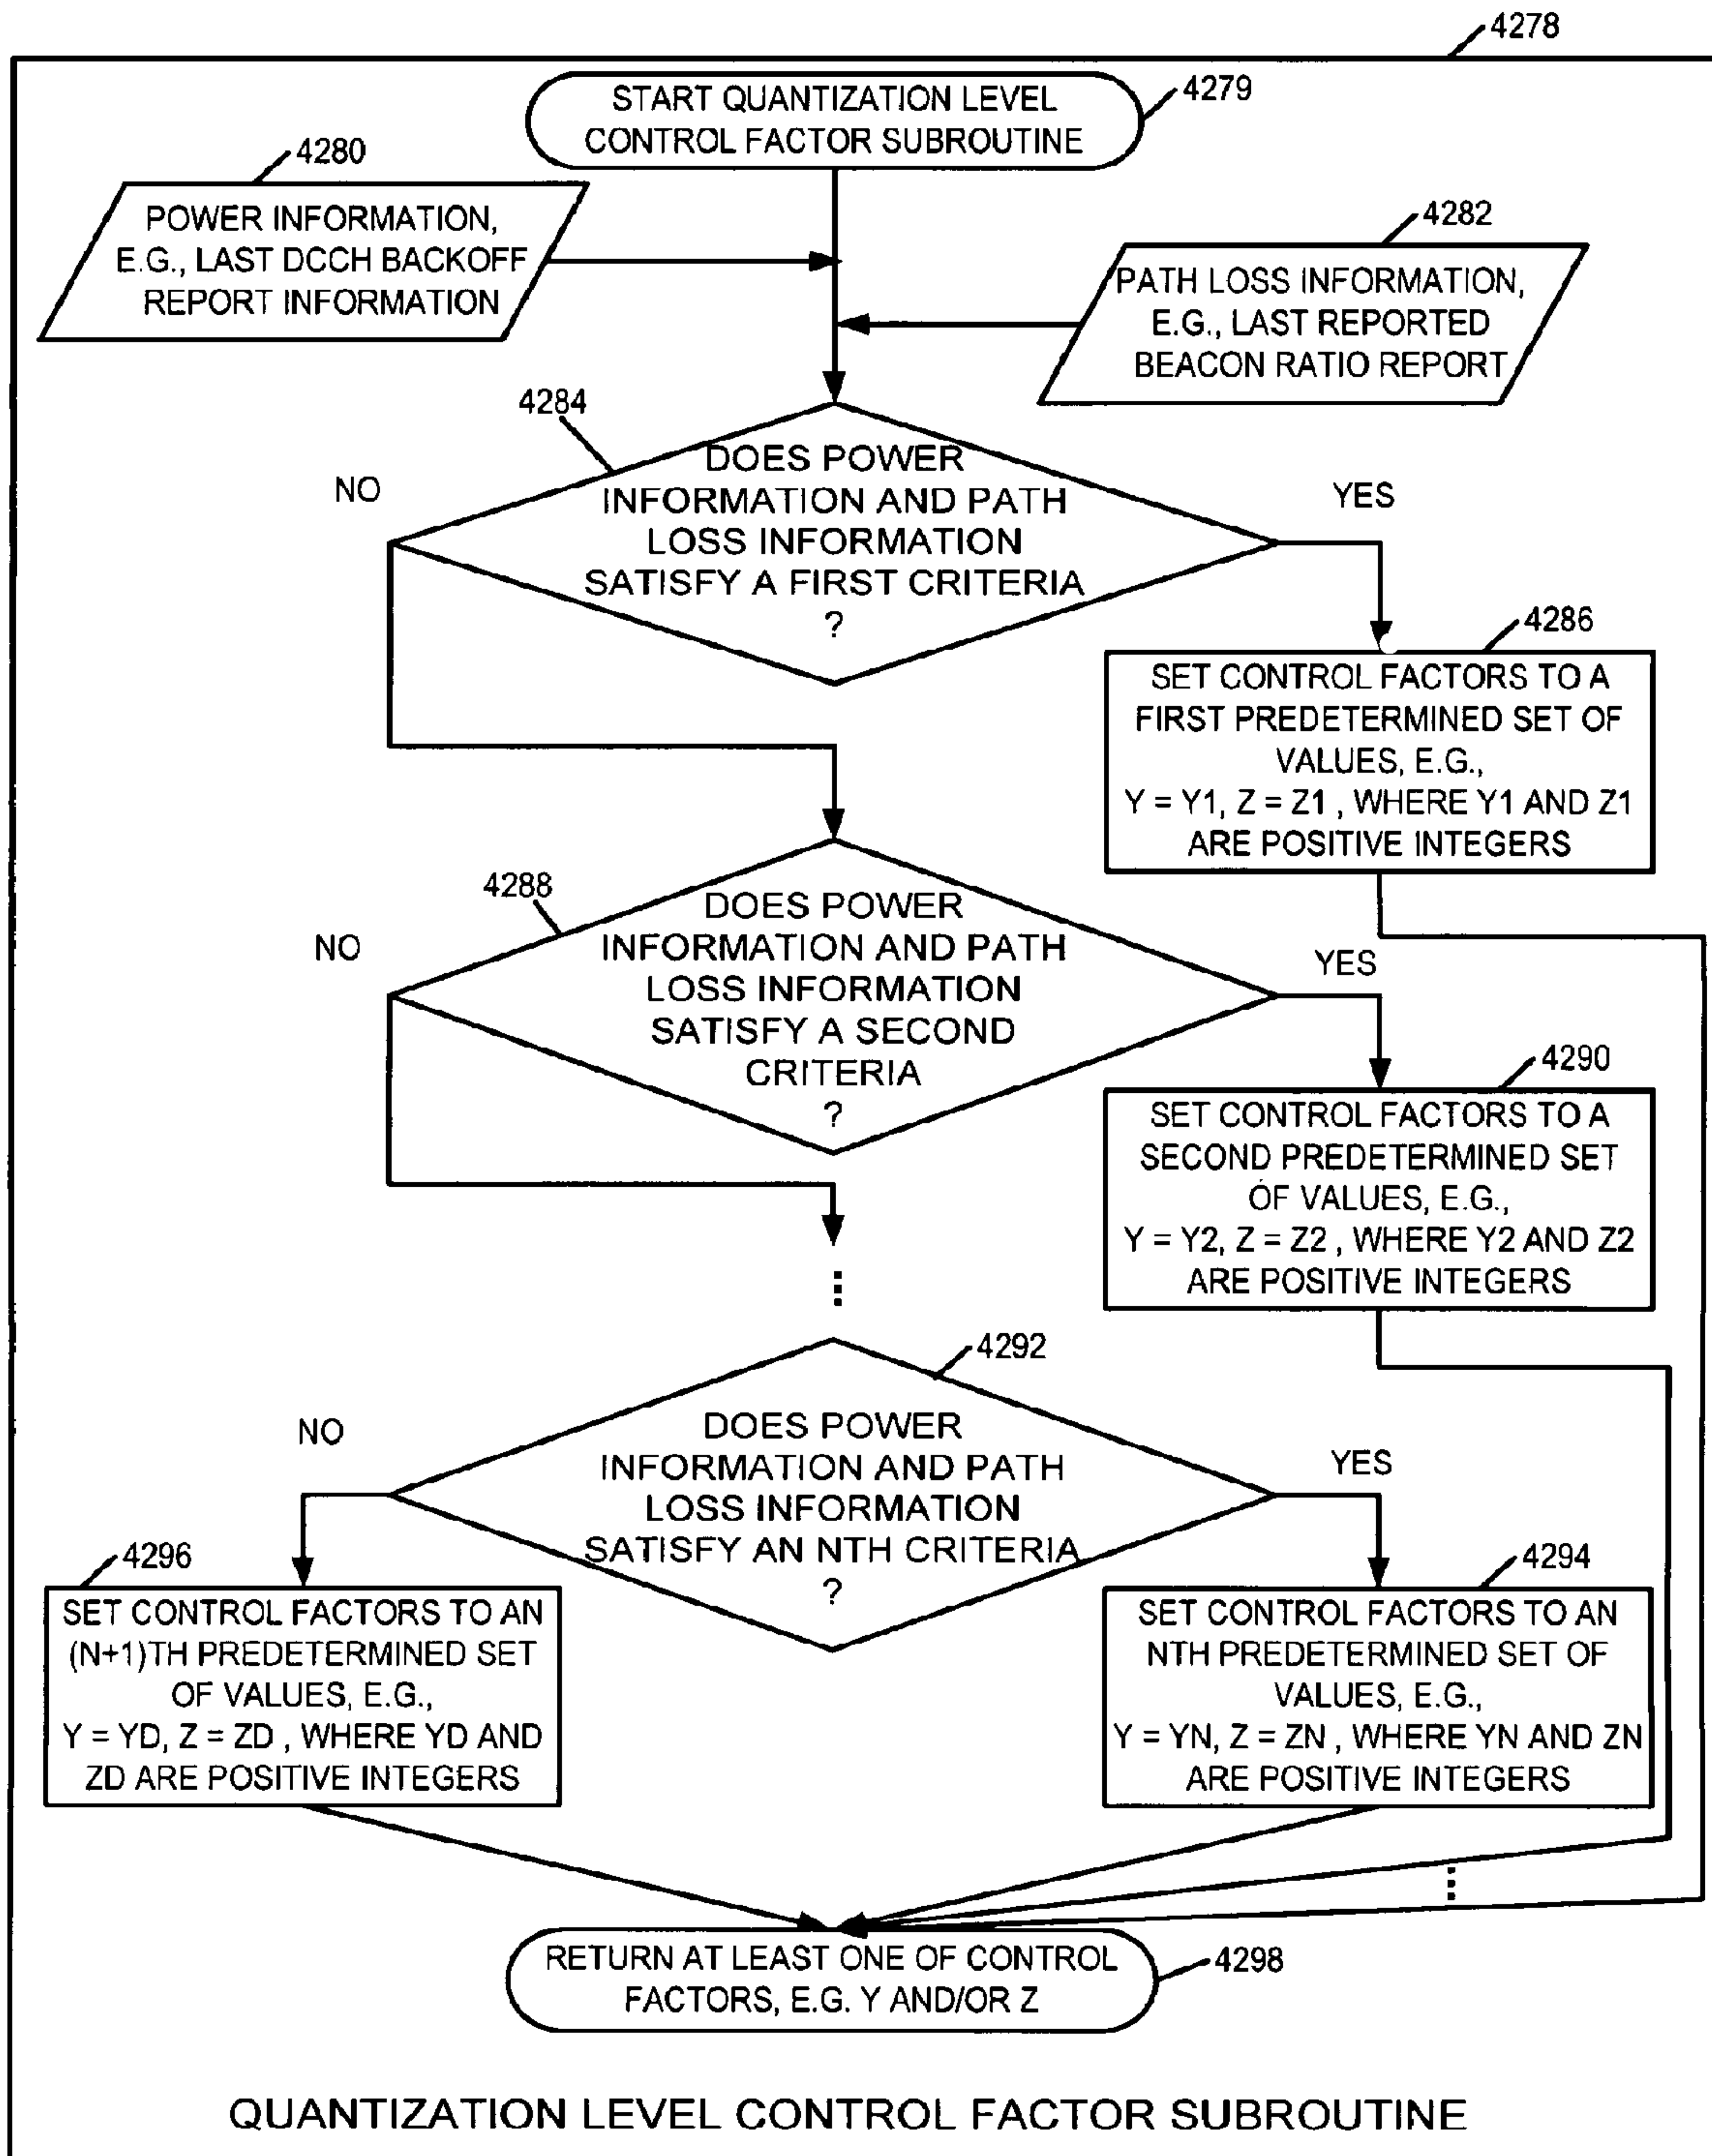 4278
START QUANTIZATION LEVEL
CONTROL FACTOR SUBROUTINE
4279
4280
POWER INFORMATION,
E.G., LAST DCCH BACKOFF
REPORT INFORMATION
4282
PATH LOSS INFORMATION,
E.G., LAST REPORTED
BEACON RATIO REPORT
4284
NO
DOES POWER
INFORMATION AND PATH
LOSS INFORMATION
SATISFY A FIRST CRITERIA
?
YES
4286
SET CONTROL FACTORS TO A
FIRST PREDETERMINED SET OF
VALUES, E.G.,
Y = Y1, Z = Z1 , WHERE Y1 AND Z1
ARE POSITIVE INTEGERS
4288
NO
DOES POWER
INFORMATION AND PATH
LOSS INFORMATION
SATISFY A SECOND
CRITERIA
?
YES
4290
SET CONTROL FACTORS TO A
SECOND PREDETERMINED SET
OF VALUES, E.G.,
Y = Y2, Z = Z2 , WHERE Y2 AND Z2
ARE POSITIVE INTEGERS
4292
NO
DOES POWER
INFORMATION AND PATH
LOSS INFORMATION
SATISFY AN NTH CRITERIA
?
YES
4296
SET CONTROL FACTORS TO AN
(N+1)TH PREDETERMINED SET
OF VALUES, E.G.,
Y = YD, Z = ZD , WHERE YD AND
ZD ARE POSITIVE INTEGERS
4294
SET CONTROL FACTORS TO AN
NTH PREDETERMINED SET OF
VALUES, E.G.,
Y = YN, Z = ZN , WHERE YN AND ZN
ARE POSITIVE INTEGERS
RETURN AT LEAST ONE OF CONTROL
FACTORS, E.G. Y AND/OR Z
4298
QUANTIZATION LEVEL CONTROL FACTOR SUBROUTINE